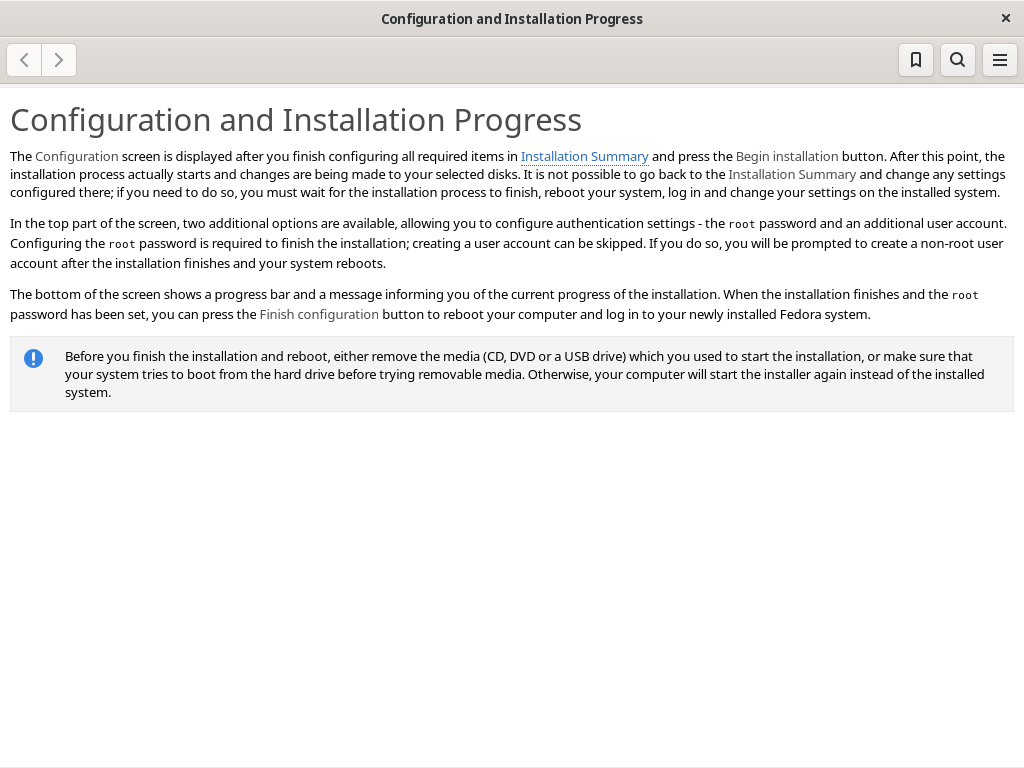 Configuration and Installation Progress
Configuration and Installation Progress
The Configuration screen is displayed after you finish configuring all required items in Installation Summary and press the Begin installation button. After this point, the
installation process actually starts and changes are being made to your selected disks. It is not possible to go back to the Installation Summary and change any settings
configured there; if you need to do so, you must wait for the installation process to finish, reboot your system, log in and change your settings on the installed system.
In the top part of the screen, two additional options are available, allowing you to configure authentication settings - the root password and an additional user account.
Configuring the root password is required to finish the installation; creating a user account can be skipped. If you do so, you will be prompted to create a non-root user
account after the installation finishes and your system reboots.
The bottom of the screen shows a progress bar and a message informing you of the current progress of the installation. When the installation finishes and the root
password has been set, you can press the Finish configuration button to reboot your computer and log in to your newly installed Fedora system.
Before you finish the installation and reboot, either remove the media (CD, DVD or a USB drive) which you used to start the installation, or make sure that
your system tries to boot from the hard drive before trying removable media. Otherwise, your computer will start the installer again instead of the installed
system.